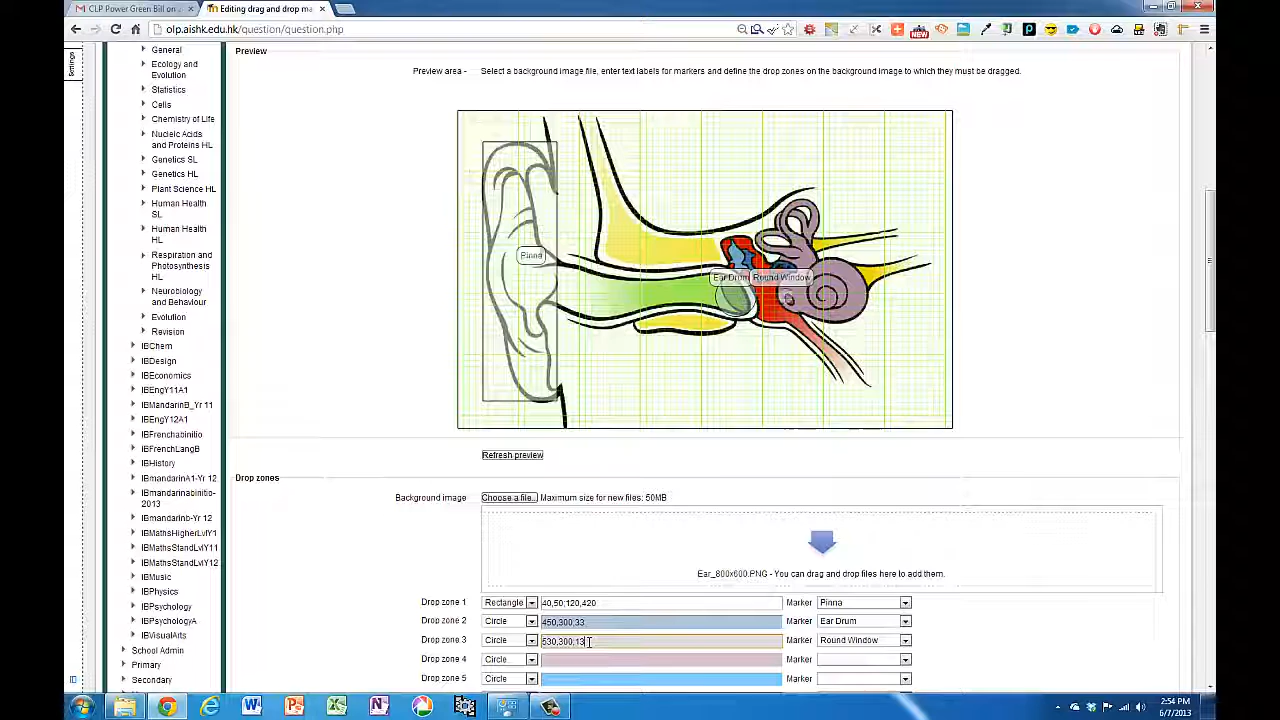 CLP Power Green Bill on a
Editing drag and drop ma
olp.aishk.edu.hk/question/question.php
Settings
General
Ecology and
Evolution
Statistics
Cells
Chemistry of Life
Nucleic Acids
and Proteins HL
Genetics SL
Genetics HL
Plant Science HL
Human Health
SL
Human Health
HL
Respiration and
Photosynthesis
HL
Neurobiology
and Behaviour
Evolution
Revision
IBChem
IBDesign
IBEconomics
IBEngY11A1
IBMandarinB_Yr 11
IBEngY12A1
IBFrenchabinitio
IBFrenchLangB
IBHistory
IBmandarinA1-Yr 12
IBmandarinabinitio-
2013
IBmandarinb-Yr 12
IBMathsHigherLvlY11
IBMathsStandLvlY11
IBMathsStandLvlY12
IBMusic
IBPhysics
IBPsychology
IBPsychologyA
IBVisualArts
School Admin
Primary
Secondary
Preview
Preview area - Select a background image file, enter text labels for markers and define the drop zones on the background image to which they must be dragged.
Pinna
Ear Drum
Round Window
Refresh preview
Drop zones
Background image Choose a file... Maximum size for new files: 50MB
Ear_800x600.PNG - You can drag and drop files here to add them.
Drop zone 1 Rectangle 40,50;120,420 Marker Pinna
Drop zone 2 Circle 450,300;33 Marker Ear Drum
Drop zone 3 Circle 530,300;13 Marker Round Window
Drop zone 4 Circle Marker
Drop zone 5 Circle Marker
2:54 PM
6/7/2013